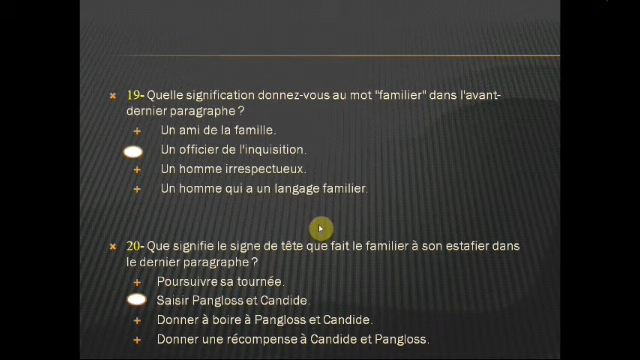 19- Quelle signification donnez-vous au mot "familier" dans l'avant-
dernier paragraphe ?
Un ami de la famille.
Un officier de l'inquisition.
Un homme irrespectueux.
Un homme qui a un langage familier.
20- Que signifie le signe de tête que fait le familier à son estafier dans
le dernier paragraphe ?
Poursuivre sa tournée.
Saisir Pangloss et Candide.
Donner à boire à Pangloss et Candide.
Donner une récompense à Candide et Pangloss.